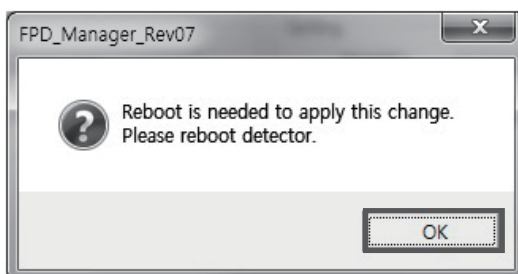 FPD_Manager_Rev07
Reboot is needed to apply this change.
Please reboot detector.
OK